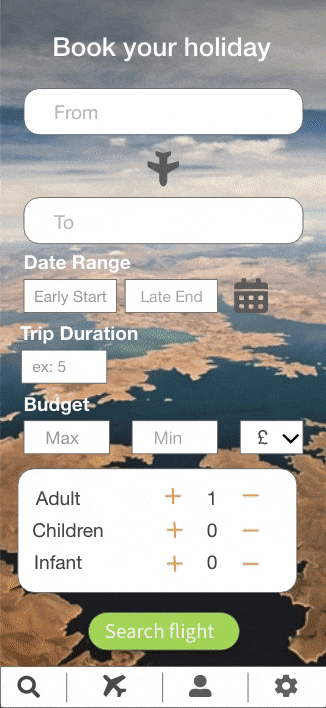 Book your holiday
From
To
Date Range
Early Start Late End
Trip Duration
ex: 5
Budget
Max Min £
Adult + 1 −
Children + 0 −
Infant + 0 −
Search flight